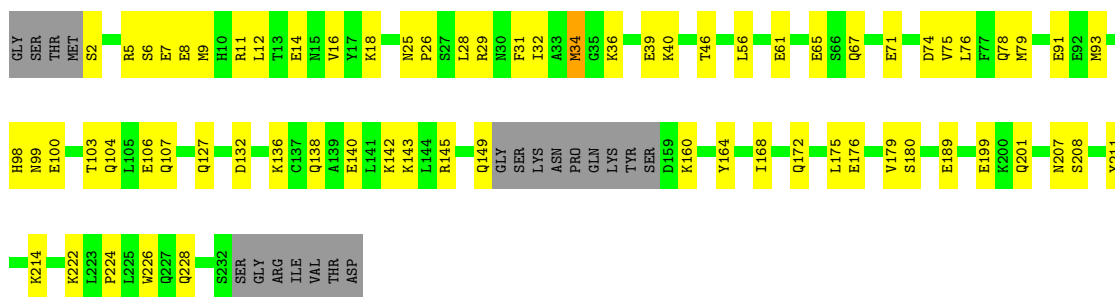 GLY SER THR MET S2 R5 S6 E7 E8 M9 H10 R11 L12 T13 E14 N15 V16 Y17 K18 N25 P26 S27 L28 R29 N30 F31 I32 A33 M34 G35 K36 E39 K40 T46 L56 E61 E65 S66 Q67 E71 D74 V75 L76 F77 Q78 M79 E91 E92 M93
H98 N99 E100 T103 Q104 L105 E106 Q107 Q127 D132 K136 C137 Q138 A139 E140 L141 K142 K143 L144 R145 Q149 GLY SER LYS ASN PRO GLN LYS TYR SER D159 K160 Y164 I168 Q172 L175 E176 V179 S180 E189 E199 K200 Q201 N207 S208
K214 K222 L223 P224 L225 W226 Q227 Q228 S232 SER GLY ARG ILE VAL THR ASP